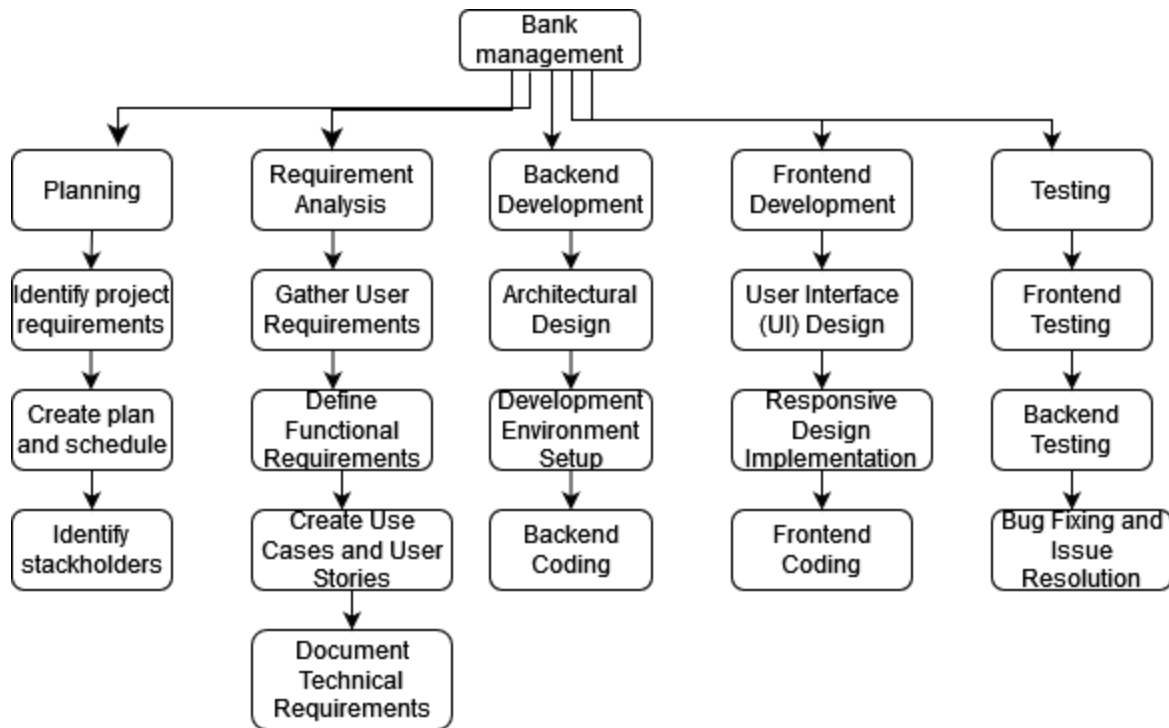 Bank
management
Planning
Requirement
Analysis
Backend
Development
Frontend
Development
Testing
Identify project
requirements
Gather User
Requirements
Architectural
Design
User Interface
(UI) Design
Frontend
Testing
Create plan
and schedule
Define
Functional
Requirements
Development
Environment
Setup
Responsive
Design
Implementation
Backend
Testing
Identify
stackholders
Create Use
Cases and User
Stories
Backend
Coding
Frontend
Coding
Bug Fixing and
Issue
Resolution
Document
Technical
Requirements